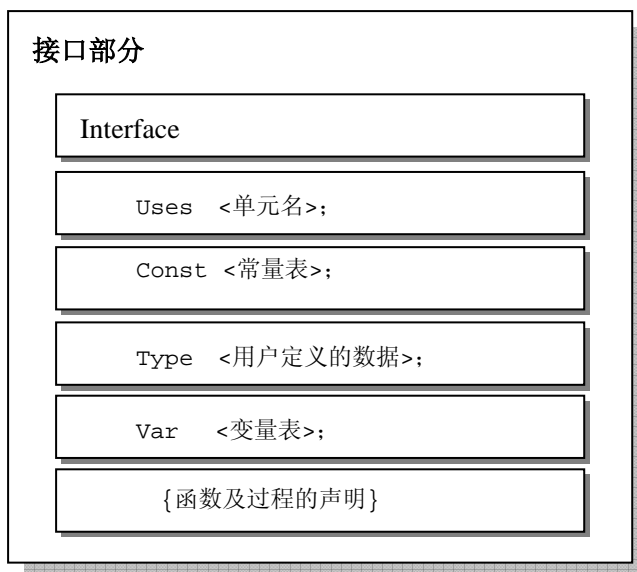 接口部分
Interface
Uses <单元名>;
Const <常量表>;
Type <用户定义的数据>;
Var <变量表>;
{函数及过程的声明}